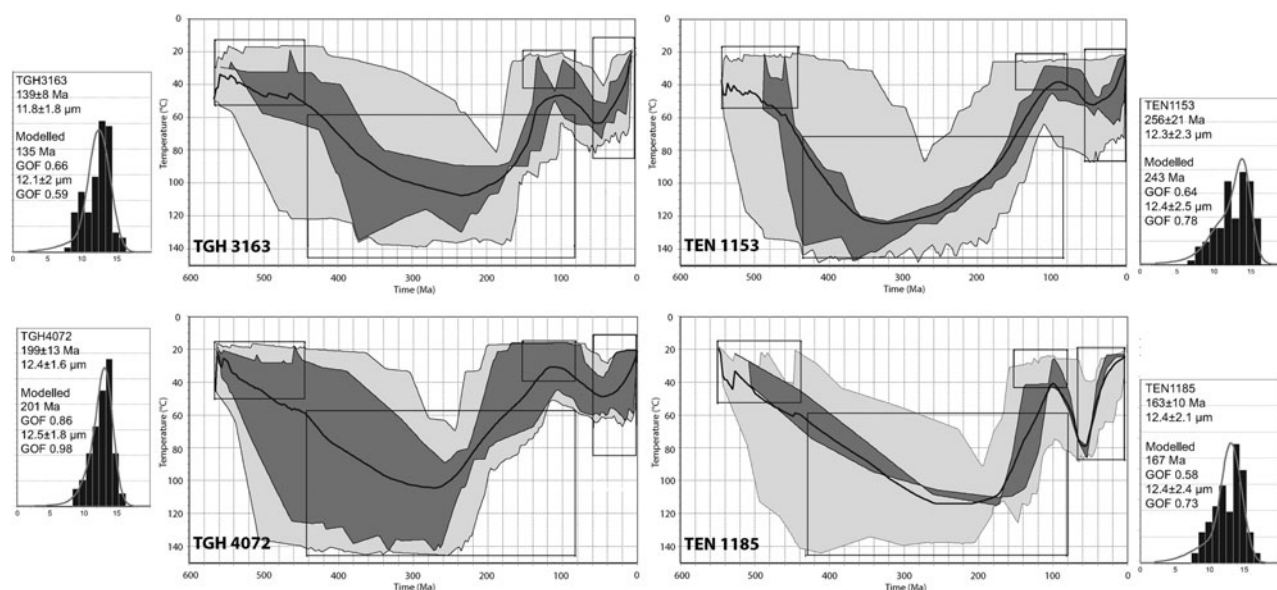 TGH3163
139±8 Ma
11.8±1.8 µm
Modelled
135 Ma
GOF 0.66
12.1±2 µm
GOF 0.59
0 5 10 15
0
20
40
60
80
100
120
140
Temperature (°C)
TGH 3163
600 500 400 300 200 100 0
Time (Ma)
0
20
40
60
80
100
120
140
Temperature (°C)
TEN 1153
600 500 400 300 200 100 0
Time (Ma)
TEN1153
256±21 Ma
12.3±2.3 µm
Modelled
243 Ma
GOF 0.64
12.4±2.5 µm
GOF 0.78
0 5 10 15
TGH4072
199±13 Ma
12.4±1.6 µm
Modelled
201 Ma
GOF 0.86
12.5±1.8 µm
GOF 0.98
0 5 10 15
0
20
40
60
80
100
120
140
Temperature (°C)
TGH 4072
600 500 400 300 200 100 0
Time (Ma)
0
20
40
60
80
100
120
140
Temperature (°C)
TEN 1185
600 500 400 300 200 100 0
Time (Ma)
TEN1185
163±10 Ma
12.4±2.1 µm
Modelled
167 Ma
GOF 0.58
12.4±2.4 µm
GOF 0.73
0 5 10 15